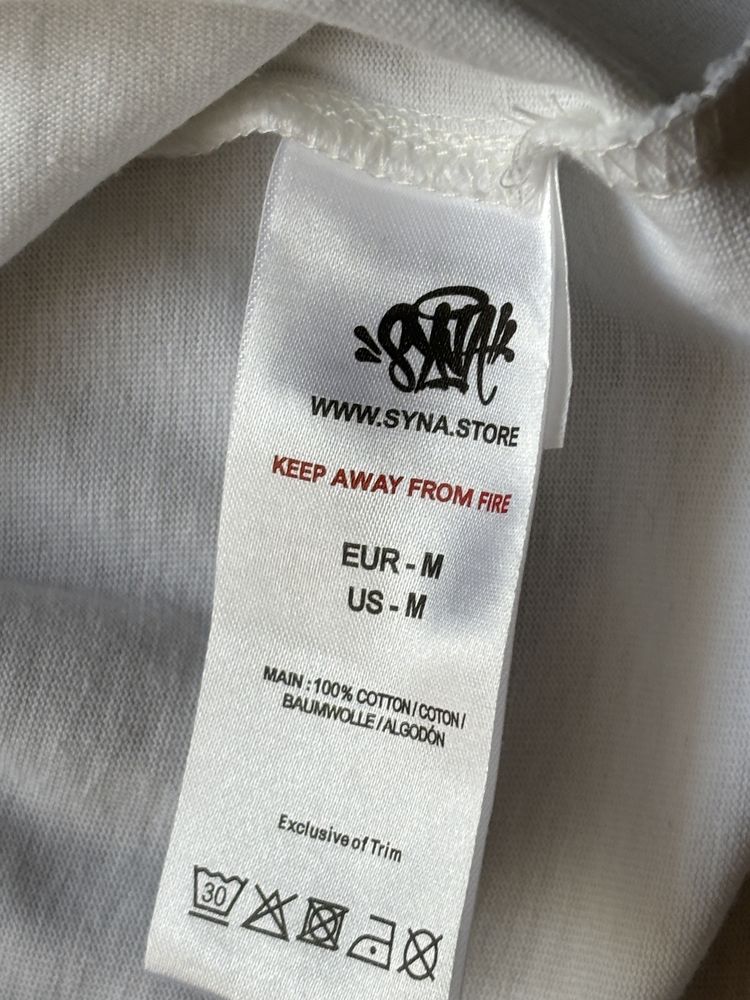 SYNA
WWW.SYNA.STORE
KEEP AWAY FROM FIRE
EUR - M
US - M
MAIN : 100% COTTON / COTON /
BAUMWOLLE / ALGODÓN
Exclusive of Trim
30